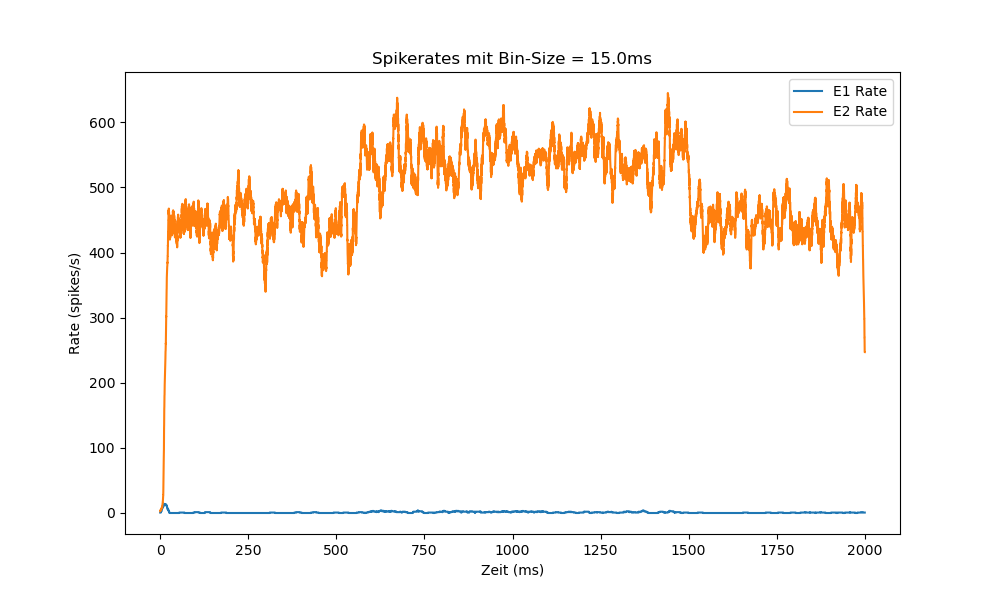 Spikerates mit Bin-Size = 15.0ms
E1 Rate
E2 Rate
Rate (spikes/s)
600
500
400
300
200
100
0
0 250 500 750 1000 1250 1500 1750 2000
Zeit (ms)